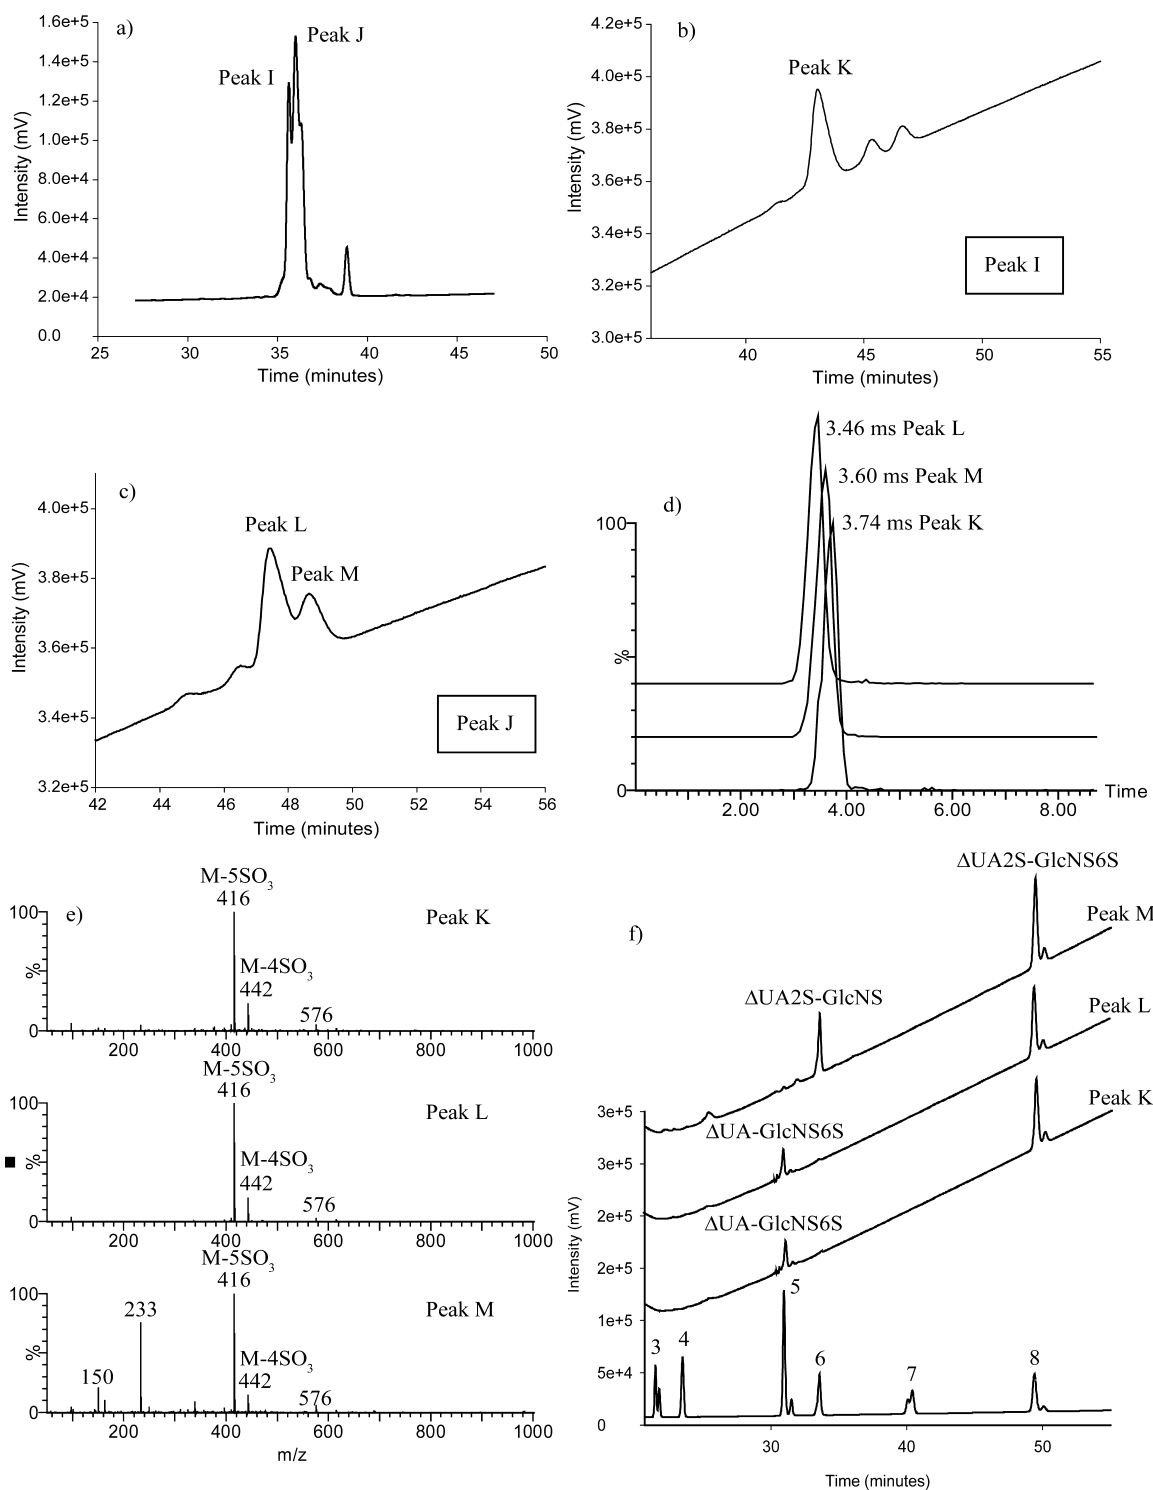 a)
Peak J
Peak I
1.6e+5
1.4e+5
1.2e+5
1.0e+5
8.0e+4
6.0e+4
4.0e+4
2.0e+4
0.0
Intensity (mV)
25 30 35 40 45 50
Time (minutes)
b)
Peak K
4.2e+5
4.0e+5
3.8e+5
3.6e+5
3.4e+5
3.2e+5
3.0e+5
Intensity (mV)
Peak I
40 45 50 55
Time (minutes)
c)
Peak L
Peak M
4.0e+5
3.8e+5
3.6e+5
3.4e+5
3.2e+5
Intensity (mV)
Peak J
42 44 46 48 50 52 54 56
Time (minutes)
d)
3.46 ms Peak L
3.60 ms Peak M
3.74 ms Peak K
100
%
0
2.00 4.00 6.00 8.00
Time
e)
M-5SO3
416
Peak K
M-4SO3
442
576
100
%
0
200 400 600 800 1000
M-5SO3
416
Peak L
M-4SO3
442
576
100
%
0
200 400 600 800 1000
M-5SO3
416
Peak M
233
150
M-4SO3
442
576
100
%
0
200 400 600 800 1000
m/z
f)
ΔUA2S-GlcNS6S
Peak M
ΔUA2S-GlcNS
Peak L
Peak K
ΔUA-GlcNS6S
ΔUA-GlcNS6S
3e+5
3e+5
2e+5
2e+5
1e+5
5e+4
0
Intensity (mV)
3 4 5 6 7 8
30 40 50
Time (minutes)